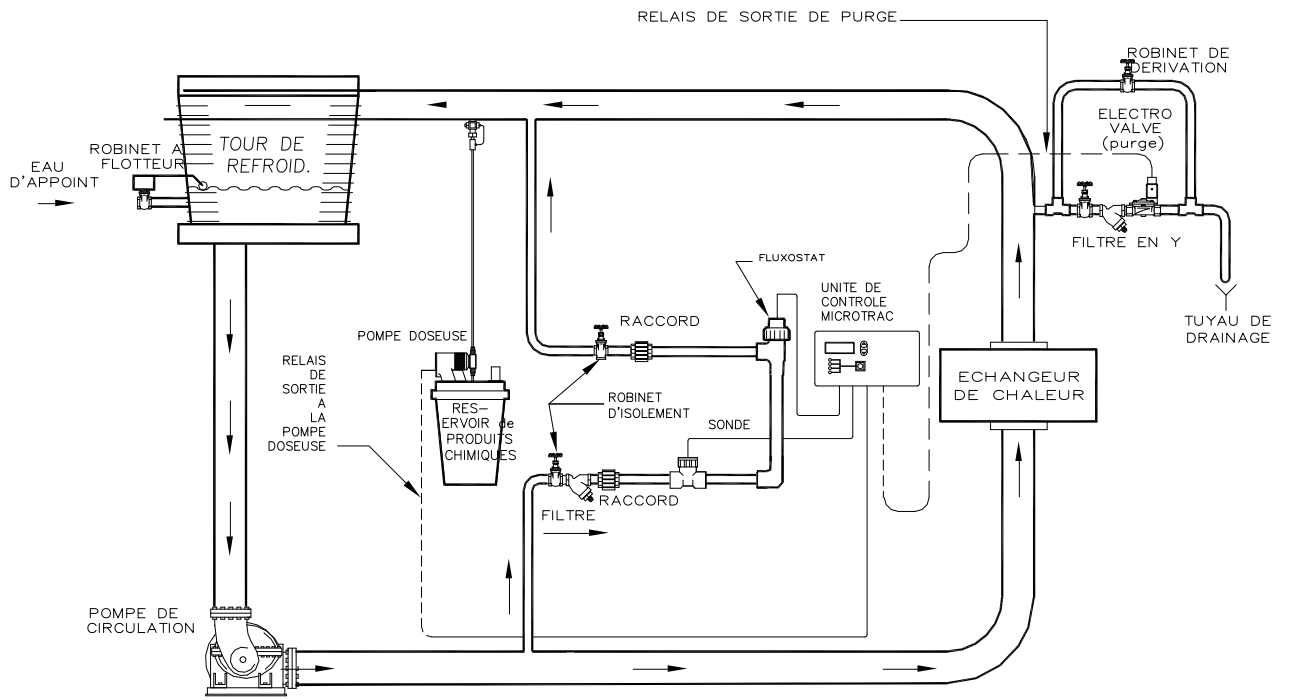 RELAIS DE SORTIE DE PURGE
ROBINET DE
DERIVATION
ELECTRO
VALVE
(purge)
TOUR DE
REFROID.
ROBINET A
FLOTTEUR
EAU
D'APPOINT
FILTRE EN Y
TUYAU DE
DRAINAGE
FLUXOSTAT
UNITE DE
CONTROLE
MICROTRAC
RACCORD
POMPE DOSEUSE
RELAIS
DE
SORTIE
A
LA
POMPE
DOSEUSE
ECHANGEUR
DE CHALEUR
ROBINET
D'ISOLEMENT
RES-
ERVOIR de
PRODUITS
CHIMIQUES
SONDE
RACCORD
FILTRE
POMPE DE
CIRCULATION